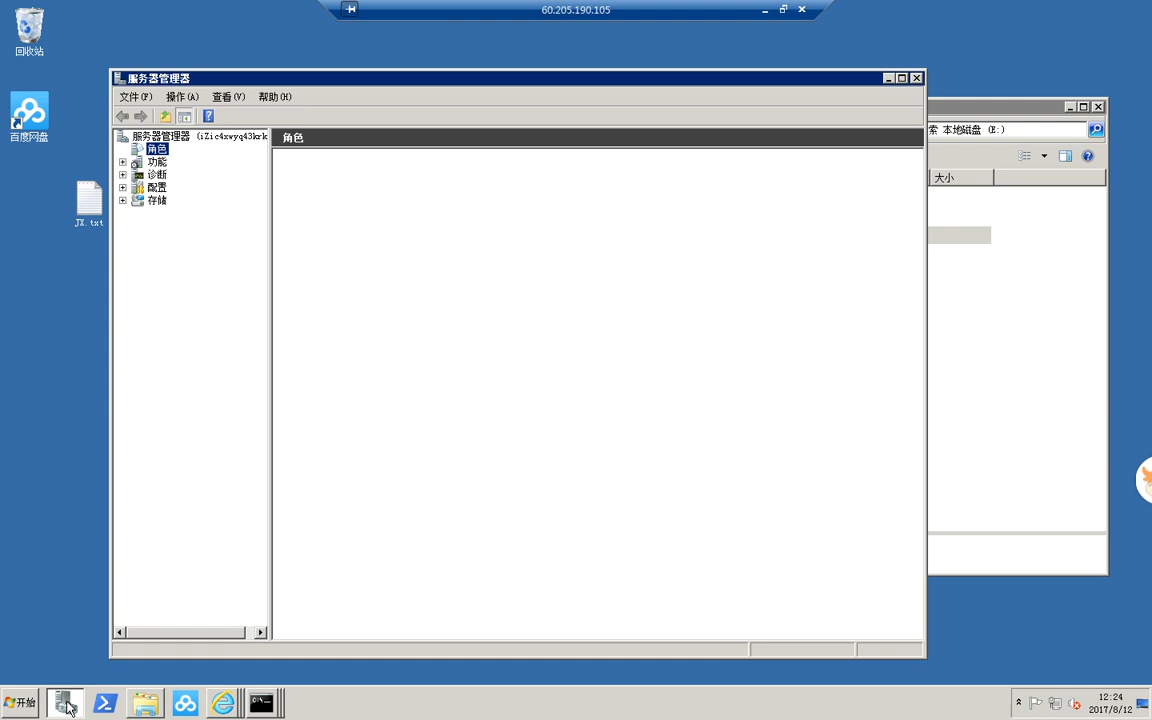 60.205.190.105
回收站
百度网盘
JX.txt
服务器管理器
文件(F) 操作(A) 查看(V) 帮助(H)
服务器管理器 (iZic4xwyq43krk
角色
功能
诊断
配置
存储
角色
索 本地磁盘 (E:)
大小
开始
12:24
2017/8/12